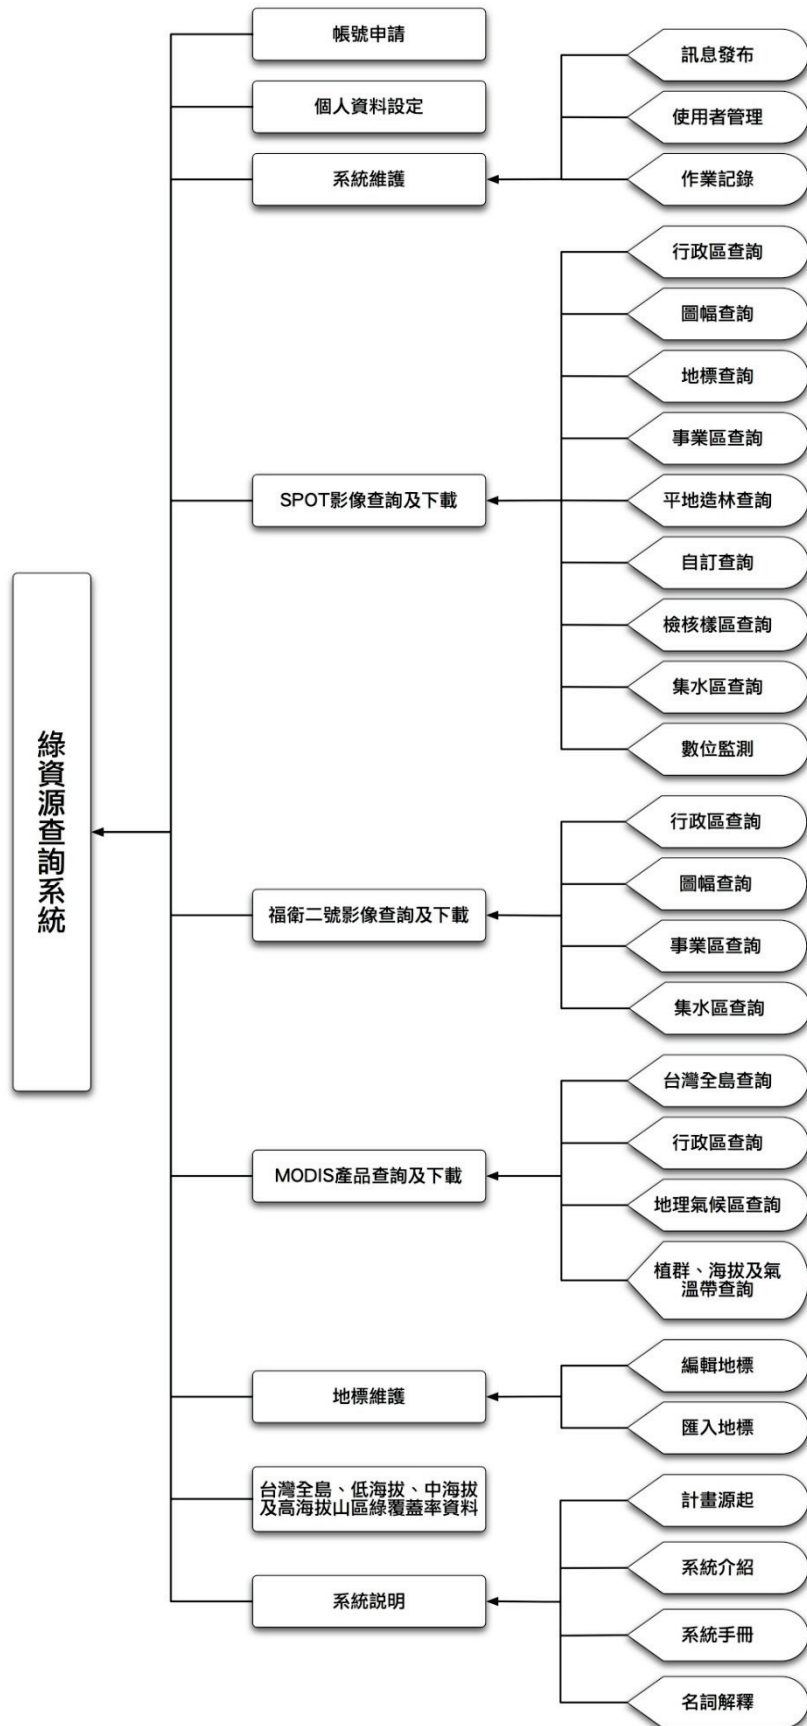 綠資源查詢系統
帳號申請
個人資料設定
系統維護
訊息發布
使用者管理
作業記錄
SPOT影像查詢及下載
行政區查詢
圖幅查詢
地標查詢
事業區查詢
平地造林查詢
自訂查詢
檢核樣區查詢
集水區查詢
數位監測
福衛二號影像查詢及下載
行政區查詢
圖幅查詢
事業區查詢
集水區查詢
MODIS產品查詢及下載
台灣全島查詢
行政區查詢
地理氣候區查詢
植群、海拔及氣
溫帶查詢
地標維護
編輯地標
匯入地標
台灣全島、低海拔、中海拔
及高海拔山區綠覆蓋率資料
系統説明
計畫源起
系統介紹
系統手冊
名詞解釋